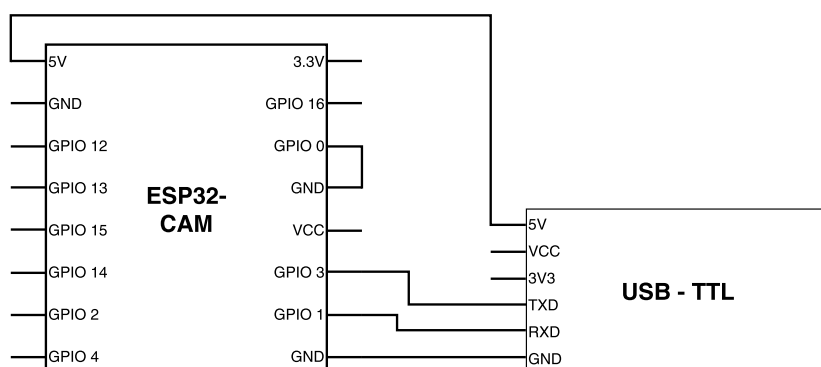 5V
GND
GPIO 12
GPIO 13
GPIO 15
GPIO 14
GPIO 2
GPIO 4
ESP32-
CAM
3.3V
GPIO 16
GPIO 0
GND
VCC
GPIO 3
GPIO 1
GND
5V
VCC
3V3
TXD
RXD
GND
USB - TTL